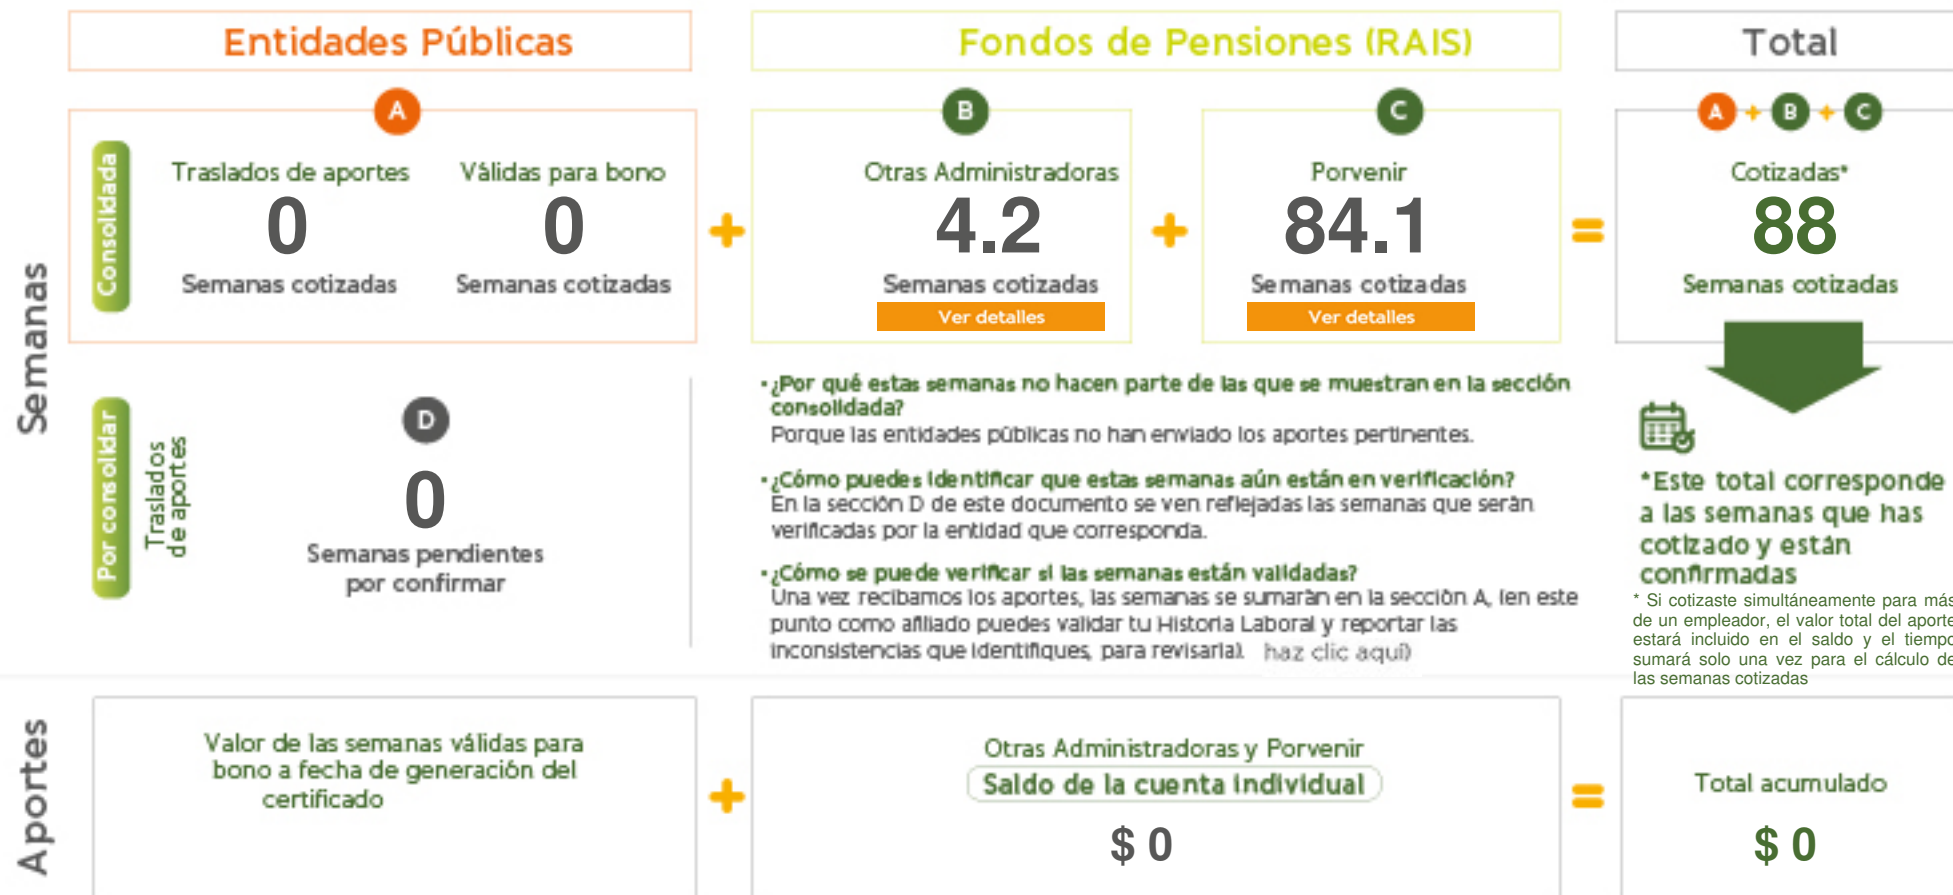 Entidades Públicas
Fondos de Pensiones (RAIS)
Total
Semanas
Consolidada
A
Traslados de aportes
0
Semanas cotizadas
Válidas para bono
0
Semanas cotizadas
+
B
Otras Administradoras
4.2
Semanas cotizadas
Ver detalles
+
C
Porvenir
84.1
Semanas cotizadas
Ver detalles
=
A + B + C
Cotizadas*
88
Semanas cotizadas
Por consolidar
Traslados
de aportes
D
0
Semanas pendientes
por confirmar
• ¿Por qué estas semanas no hacen parte de las que se muestran en la sección
consolidada?
Porque las entidades públicas no han enviado los aportes pertinentes.
• ¿Cómo puedes identificar que estas semanas aún están en verificación?
En la sección D de este documento se ven reflejadas las semanas que serán
verificadas por la entidad que corresponda.
• ¿Cómo se puede verificar si las semanas están validadas?
Una vez recibamos los aportes, las semanas se sumarán en la sección A, (en este
punto como afiliado puedes validar tu Historia Laboral y reportar las
inconsistencias que identifiques, para revisarla). haz clic aquí)
*Este total corresponde
a las semanas que has
cotizado y están
confirmadas
* Si cotizaste simultáneamente para más
de un empleador, el valor total del aporte
estará incluido en el saldo y el tiempo
sumará solo una vez para el cálculo de
las semanas cotizadas
Aportes
Valor de las semanas válidas para
bono a fecha de generación del
certificado
+
Otras Administradoras y Porvenir
Saldo de la cuenta individual
$ 0
=
Total acumulado
$ 0